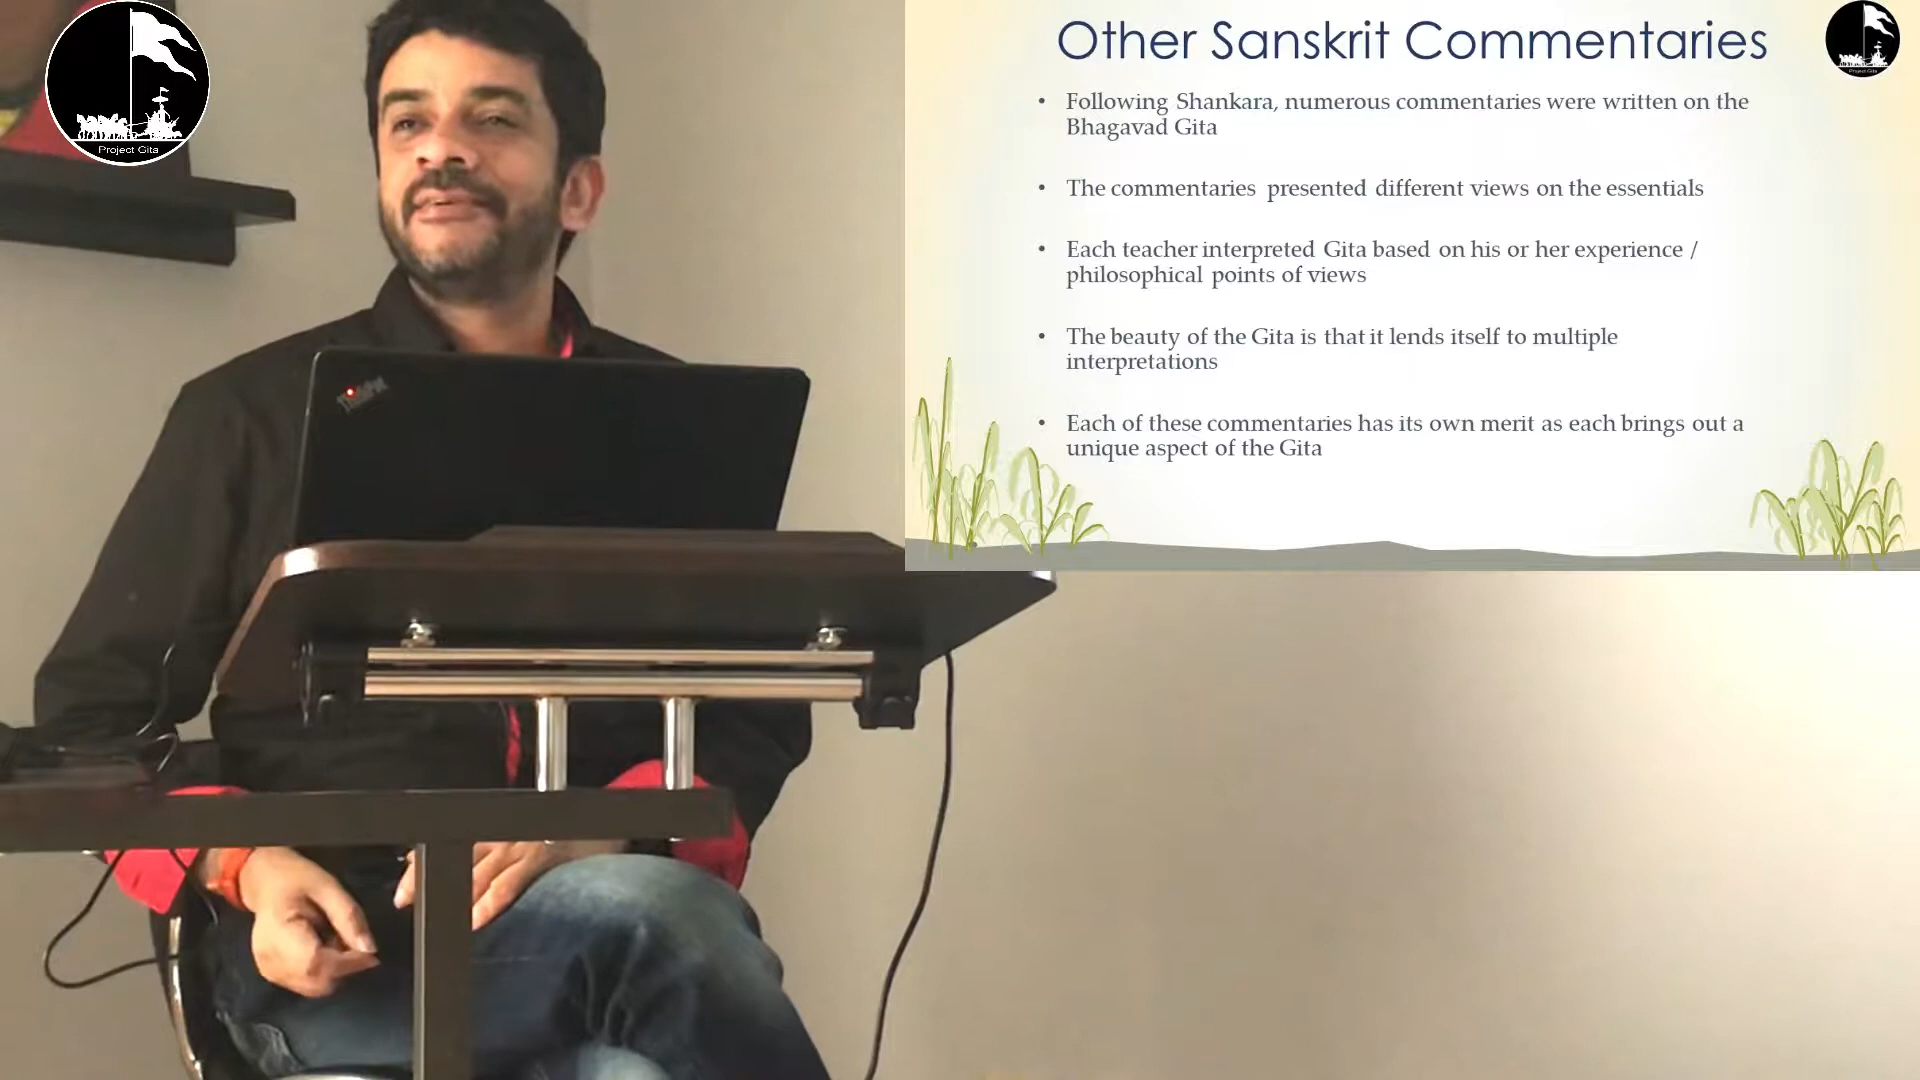 Project Gita
Other Sanskrit Commentaries
Project Gita
• Following Shankara, numerous commentaries were written on the
Bhagavad Gita
• The commentaries presented different views on the essentials
• Each teacher interpreted Gita based on his or her experience /
philosophical points of views
• The beauty of the Gita is that it lends itself to multiple
interpretations
• Each of these commentaries has its own merit as each brings out a
unique aspect of the Gita
ThinkPad